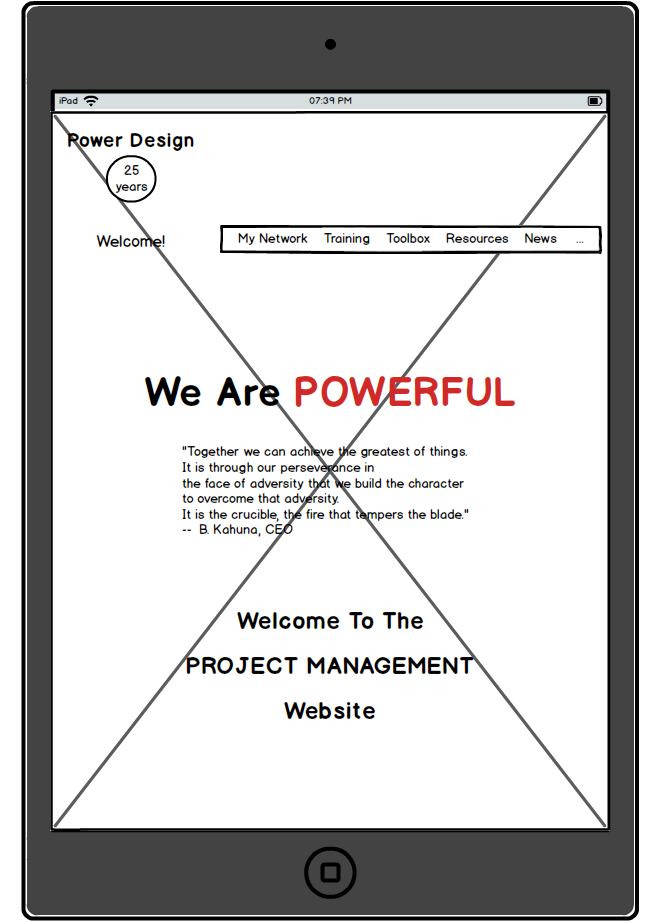 iPad
07:39 PM
Power Design
25
years
Welcome!
My Network Training Toolbox Resources News ...
We Are POWERFUL
"Together we can achieve the greatest of things.
It is through our perseverance in
the face of adversity that we build the character
to overcome that adversity.
It is the crucible, the fire that tempers the blade."
-- B. Kahuna, CEO
Welcome To The
PROJECT MANAGEMENT
Website